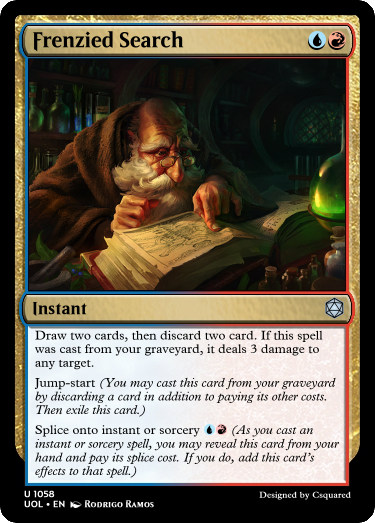 Frenzied Search
Instant
Draw two cards, then discard two card. If this spell
was cast from your graveyard, it deals 3 damage to
any target.
Jump-start (You may cast this card from your graveyard
by discarding a card in addition to paying its other costs.
Then exile this card.)
Splice onto instant or sorcery (As you cast an
instant or sorcery spell, you may reveal this card from your
hand and pay its splice cost. If you do, add this card's
effects to that spell.)
U 1058
UOL • EN Rodrigo Ramos
Designed by Csquared